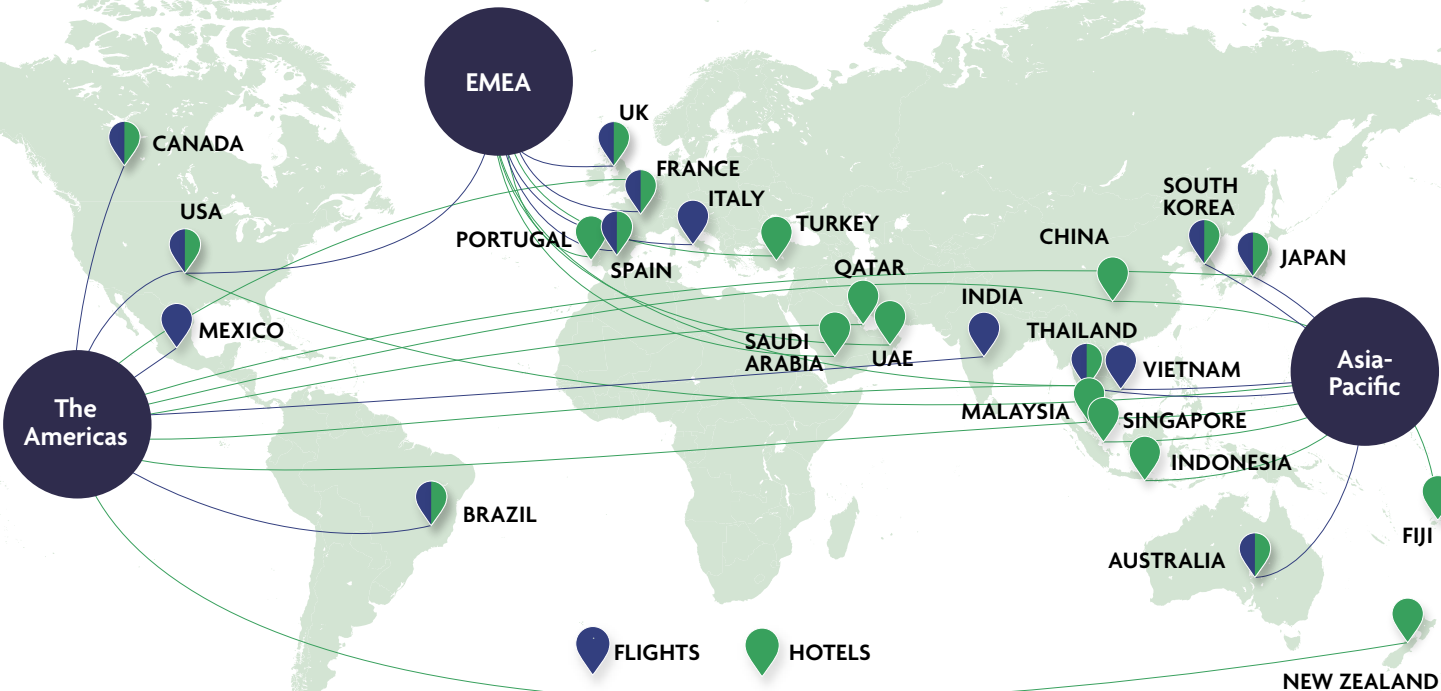 EMEA
UK
CANADA
FRANCE
ITALY
SOUTH
KOREA
USA
TURKEY
PORTUGAL
CHINA
JAPAN
SPAIN
QATAR
INDIA
MEXICO
THAILAND
SAUDI
ARABIA
UAE
VIETNAM
Asia-
Pacific
The
Americas
MALAYSIA
SINGAPORE
INDONESIA
BRAZIL
FIJI
AUSTRALIA
FLIGHTS
HOTELS
NEW ZEALAND